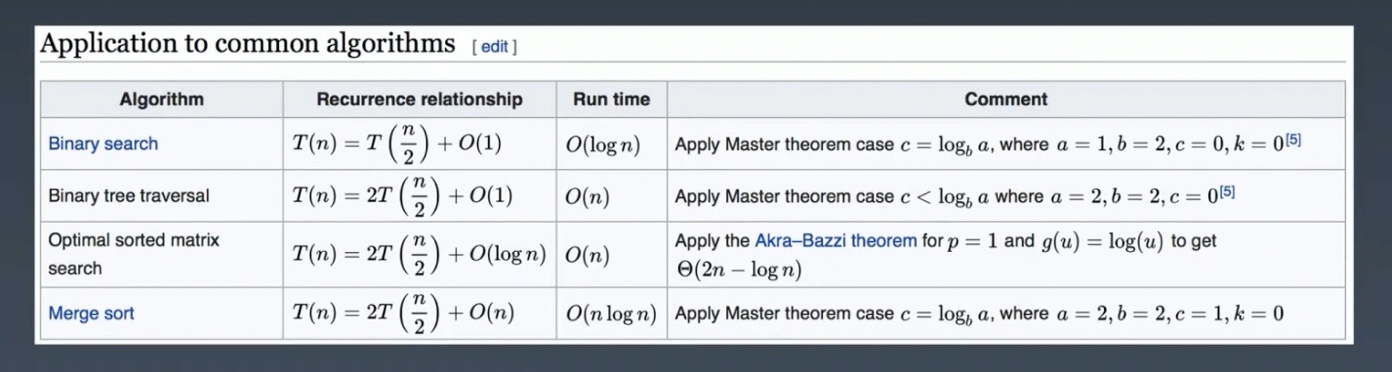 Application to common algorithms [ edit ]
Algorithm Recurrence relationship Run time Comment
Binary search T(n) = T(n/2) + O(1) O(log n) Apply Master theorem case c = log_b a, where a = 1, b = 2, c = 0, k = 0[5]
Binary tree traversal T(n) = 2T(n/2) + O(1) O(n) Apply Master theorem case c < log_b a where a = 2, b = 2, c = 0[5]
Optimal sorted matrix
search T(n) = 2T(n/2) + O(log n) O(n) Apply the Akra–Bazzi theorem for p = 1 and g(u) = log(u) to get
Θ(2n − log n)
Merge sort T(n) = 2T(n/2) + O(n) O(n log n) Apply Master theorem case c = log_b a, where a = 2, b = 2, c = 1, k = 0